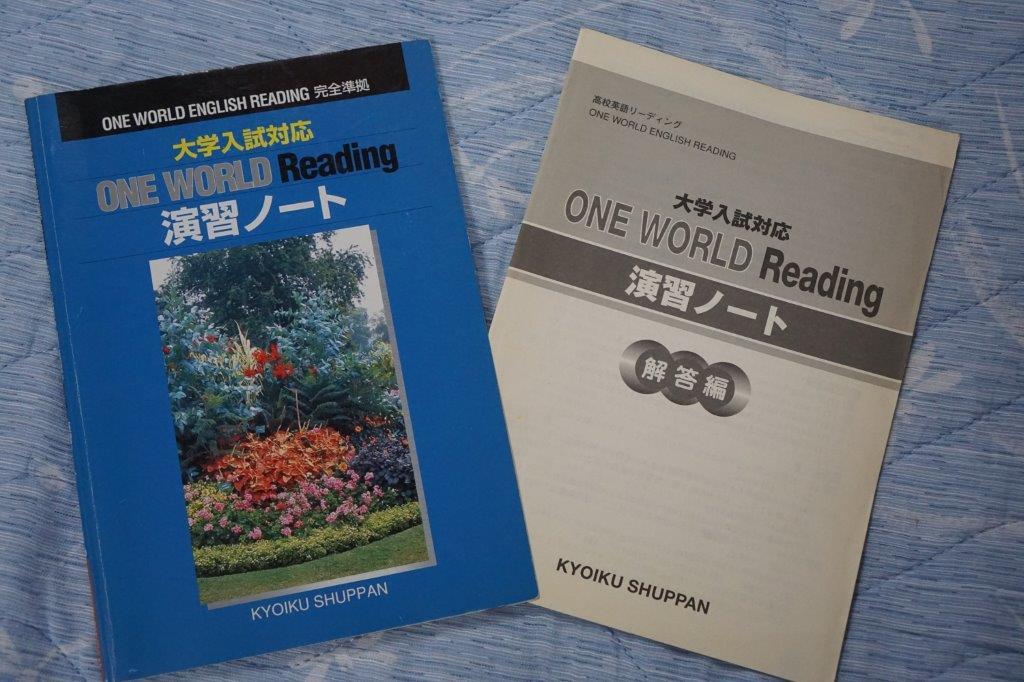 ONE WORLD ENGLISH READING 完全準拠
大学入試対応
ONE WORLD Reading
演習ノート
KYOIKU SHUPPAN
高校英語リーディング
ONE WORLD ENGLISH READING
大学入試対応
ONE WORLD Reading
演習ノート
解答編
KYOIKU SHUPPAN